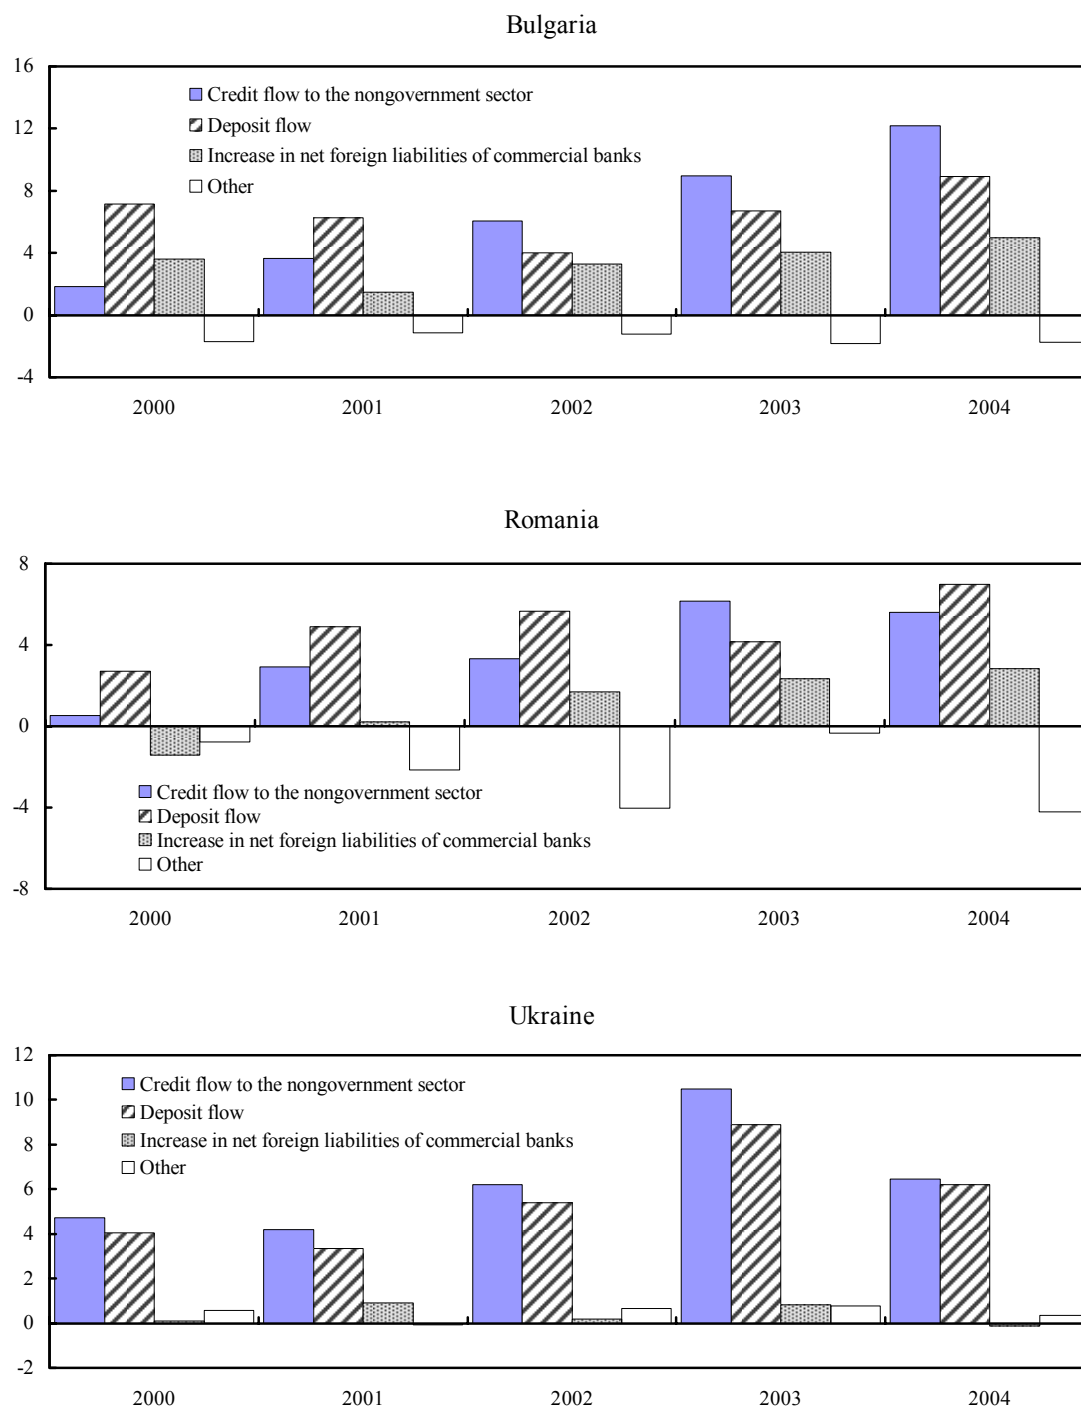 Bulgaria
16
12
8
4
0
-4
Credit flow to the nongovernment sector
Deposit flow
Increase in net foreign liabilities of commercial banks
Other
2000 2001 2002 2003 2004
Romania
8
4
0
-4
-8
Credit flow to the nongovernment sector
Deposit flow
Increase in net foreign liabilities of commercial banks
Other
2000 2001 2002 2003 2004
Ukraine
12
10
8
6
4
2
0
-2
Credit flow to the nongovernment sector
Deposit flow
Increase in net foreign liabilities of commercial banks
Other
2000 2001 2002 2003 2004